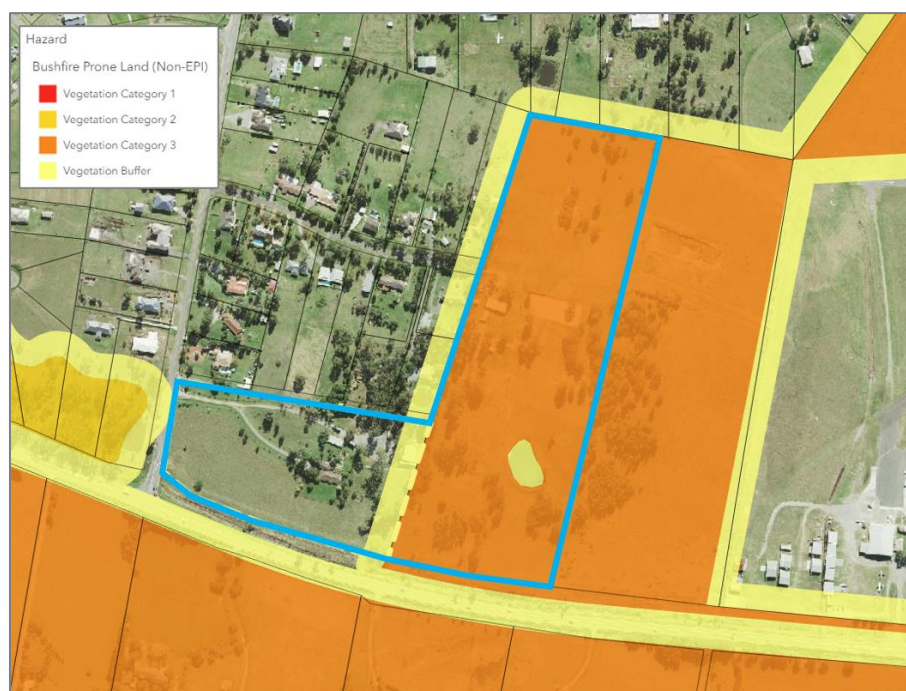 Hazard
Bushfire Prone Land (Non-EPI)
Vegetation Category 1
Vegetation Category 2
Vegetation Category 3
Vegetation Buffer